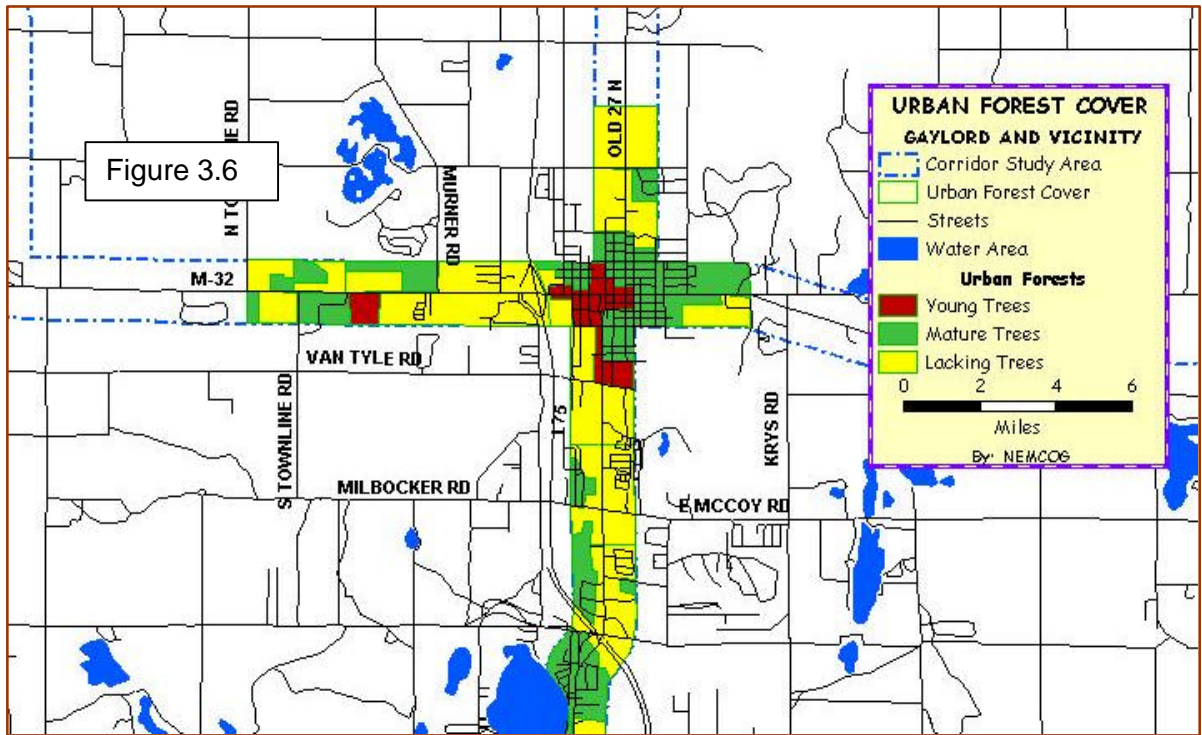 Figure 3.6
OLD 27 N
MURNER RD
M-32
VAN TYLE RD
S TOWNLINE RD
I 75
MILBOCKER RD
KRYS RD
E MCCOY RD
URBAN FOREST COVER
GAYLORD AND VICINITY
Corridor Study Area
Urban Forest Cover
Streets
Water Area
Urban Forests
Young Trees
Mature Trees
Lacking Trees
0 2 4 6
Miles
By: NEMCOG